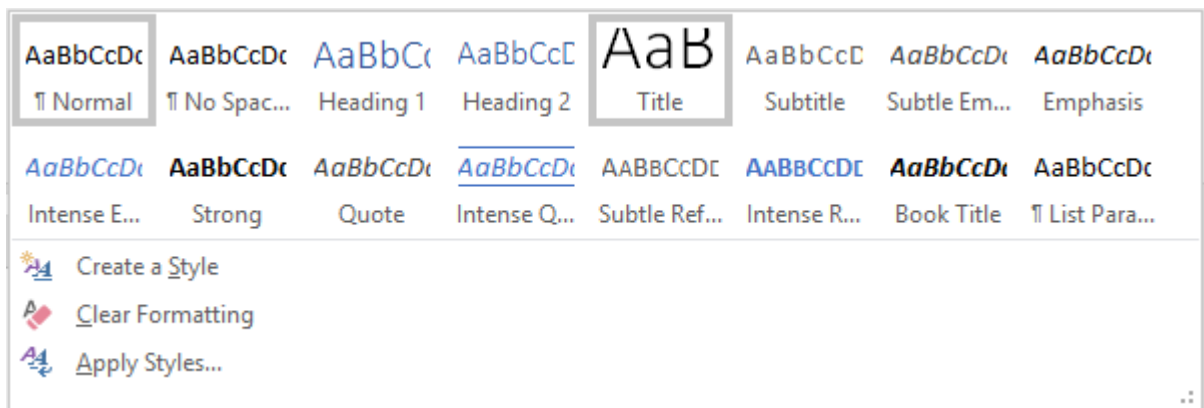 AaBbCcDc AaBbCcDc AaBbCc AaBbCcD AaB AaBbCcD AaBbCcDc AaBbCcDc
¶ Normal ¶ No Spac... Heading 1 Heading 2 Title Subtitle Subtle Em... Emphasis
AaBbCcDc AaBbCcDc AaBbCcDc AaBbCcDc AABBCCDD AABBCCDD AaBbCcDc AaBbCcDc
Intense E... Strong Quote Intense Q... Subtle Ref... Intense R... Book Title ¶ List Para...
Create a Style
Clear Formatting
Apply Styles...